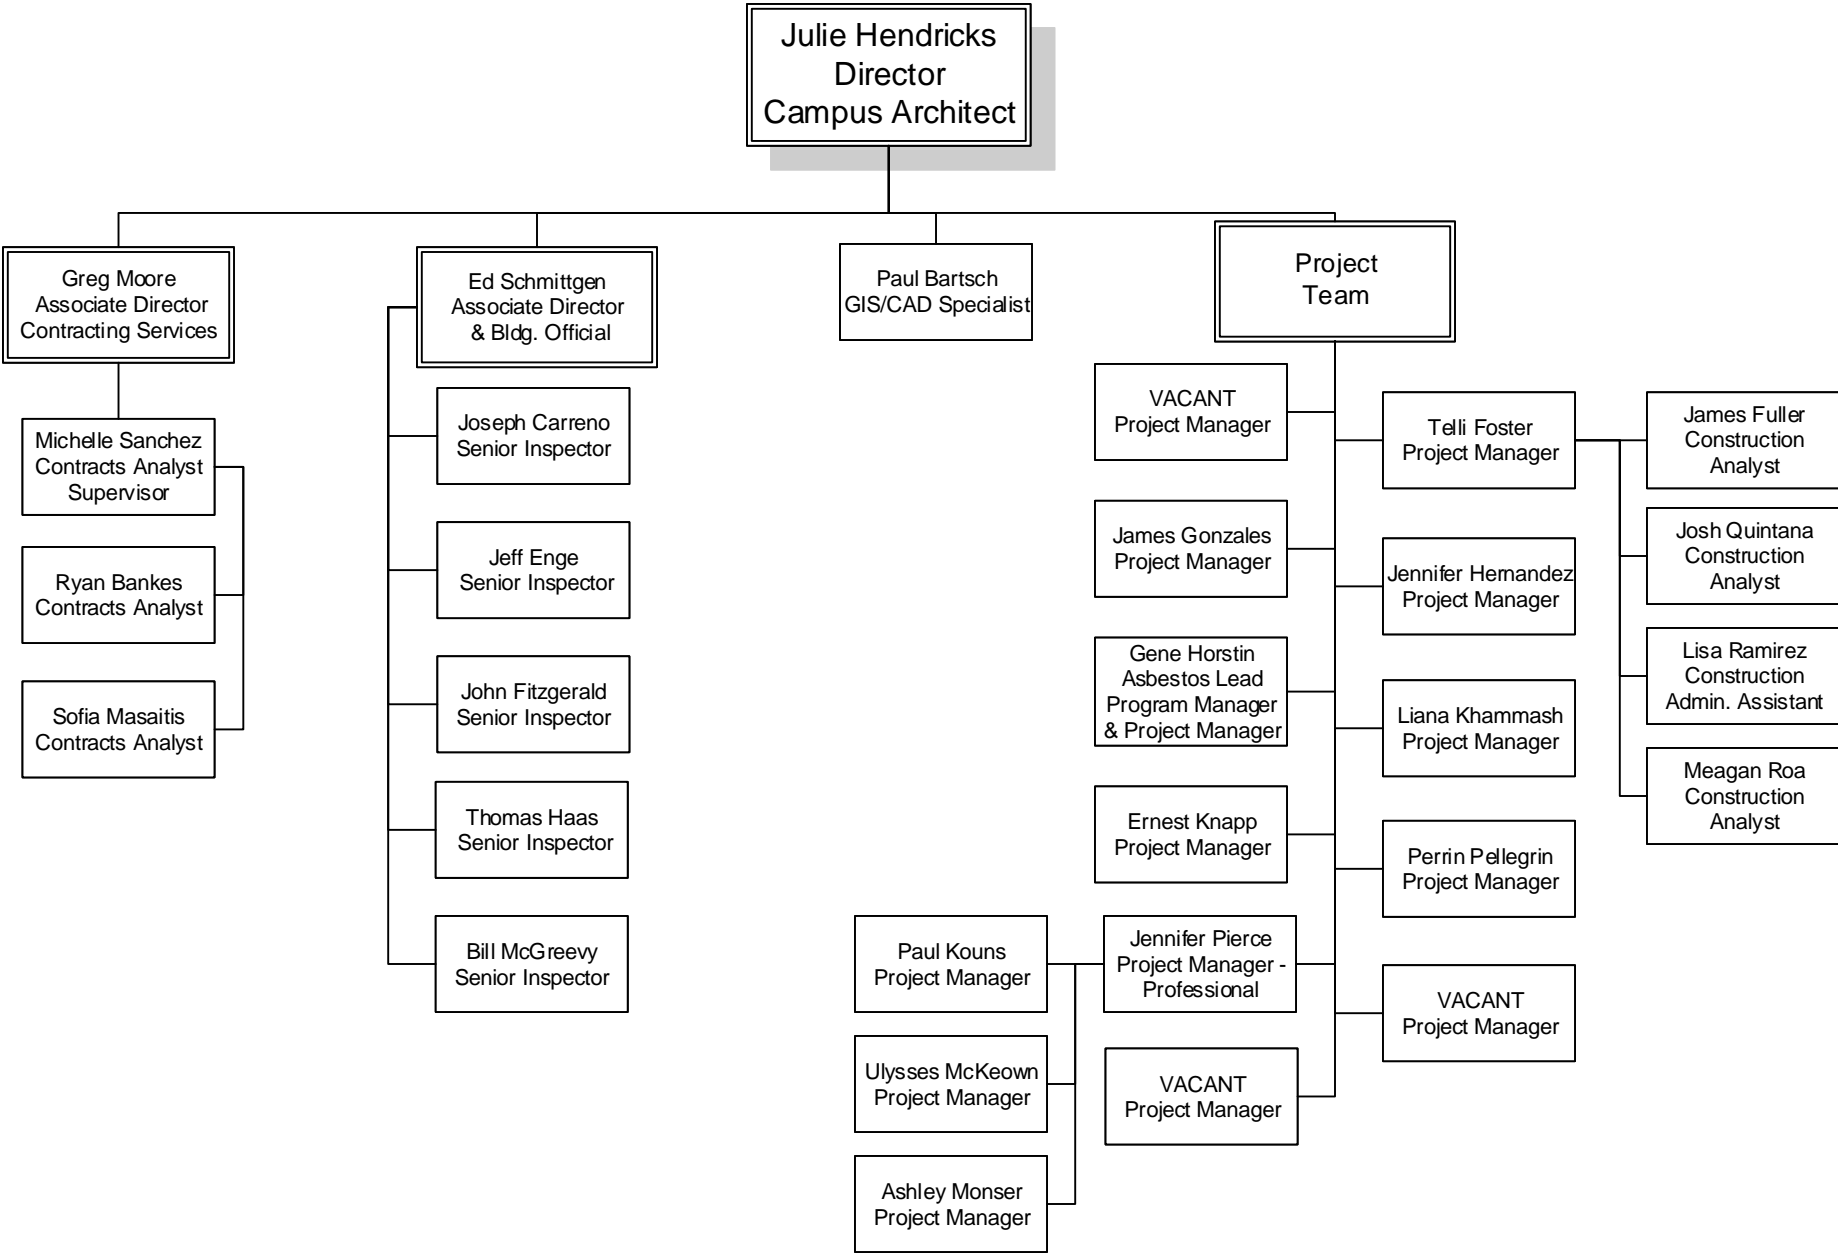 Julie Hendricks
Director
Campus Architect
Greg Moore
Associate Director
Contracting Services
Michelle Sanchez
Contracts Analyst
Supervisor
Ryan Bankes
Contracts Analyst
Sofia Masaitis
Contracts Analyst
Ed Schmittgen
Associate Director
& Bldg. Official
Joseph Carreno
Senior Inspector
Jeff Enge
Senior Inspector
John Fitzgerald
Senior Inspector
Thomas Haas
Senior Inspector
Bill McGreevy
Senior Inspector
Paul Bartsch
GIS/CAD Specialist
Project
Team
VACANT
Project Manager
James Gonzales
Project Manager
Gene Horstin
Asbestos Lead
Program Manager
& Project Manager
Ernest Knapp
Project Manager
Jennifer Pierce
Project Manager -
Professional
Paul Kouns
Project Manager
Ulysses McKeown
Project Manager
Ashley Monser
Project Manager
VACANT
Project Manager
Telli Foster
Project Manager
James Fuller
Construction
Analyst
Josh Quintana
Construction
Analyst
Lisa Ramirez
Construction
Admin. Assistant
Meagan Roa
Construction
Analyst
Jennifer Hernandez
Project Manager
Liana Khammash
Project Manager
Perrin Pellegrin
Project Manager
VACANT
Project Manager